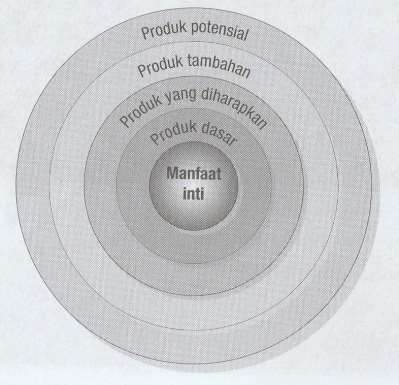 Produk potensial
Produk tambahan
Produk yang diharapkan
Produk dasar
Manfaat
inti